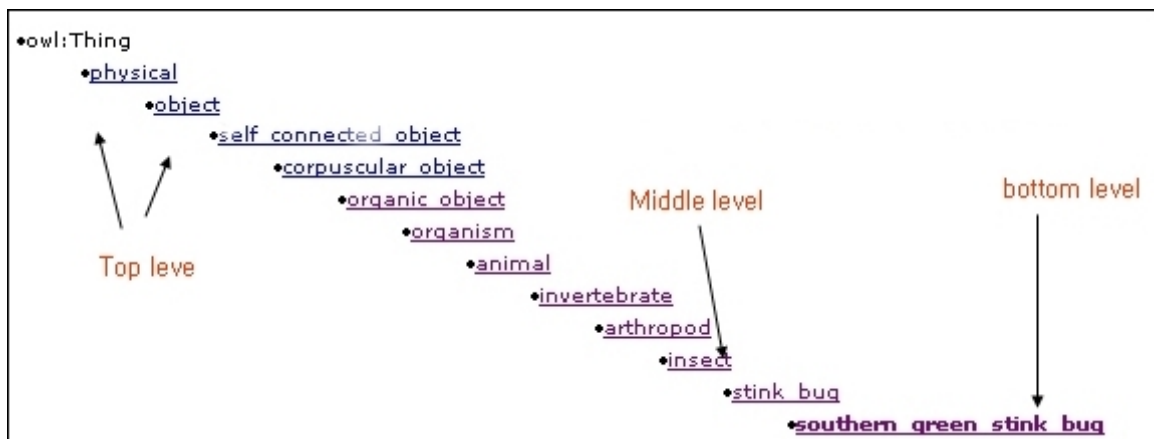 •owl:Thing
•physical
•object
•self connected object
•corpuscular object
•organic object
Middle level
bottom level
•organism
Top leve
•animal
•invertebrate
•arthropod
•insect
•stink bug
•southern green stink bug